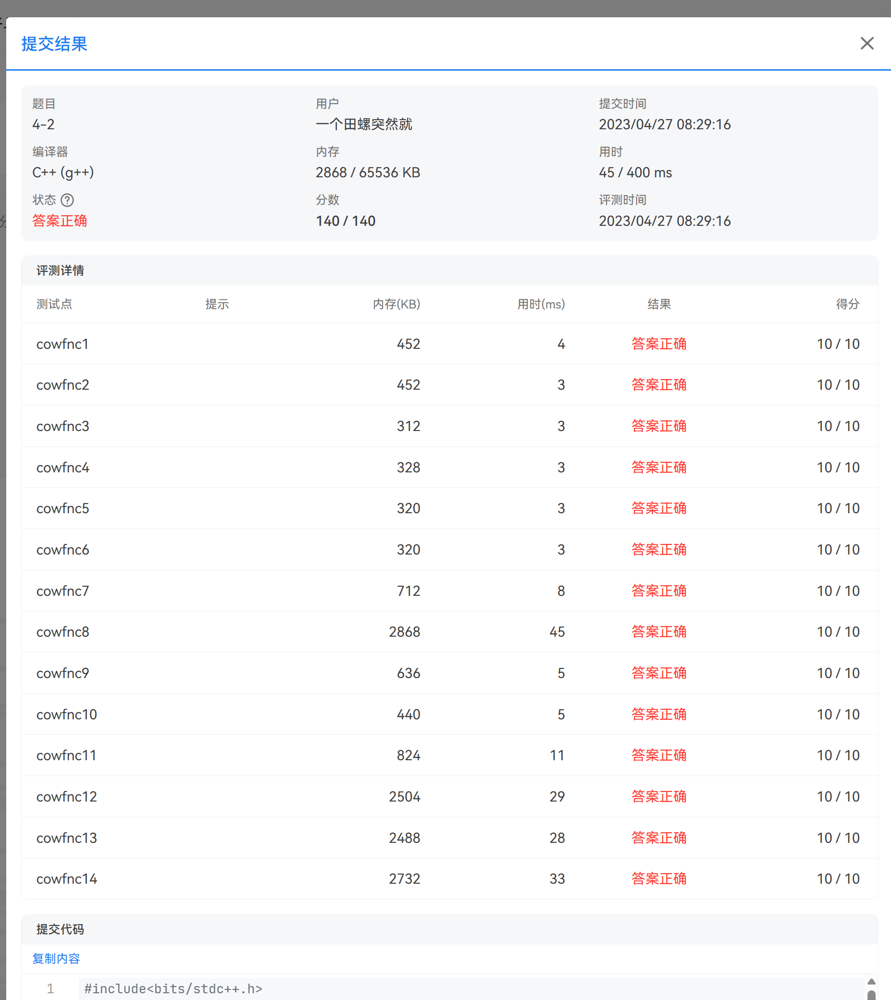 提交结果
题目 用户 提交时间
4-2 一个田螺突然就 2023/04/27 08:29:16
编译器 内存 用时
C++ (g++) 2868 / 65536 KB 45 / 400 ms
状态 ? 分数 评测时间
答案正确 140 / 140 2023/04/27 08:29:16
评测详情
测试点 提示 内存(KB) 用时(ms) 结果 得分
cowfnc1 452 4 答案正确 10 / 10
cowfnc2 452 3 答案正确 10 / 10
cowfnc3 312 3 答案正确 10 / 10
cowfnc4 328 3 答案正确 10 / 10
cowfnc5 320 3 答案正确 10 / 10
cowfnc6 320 3 答案正确 10 / 10
cowfnc7 712 8 答案正确 10 / 10
cowfnc8 2868 45 答案正确 10 / 10
cowfnc9 636 5 答案正确 10 / 10
cowfnc10 440 5 答案正确 10 / 10
cowfnc11 824 11 答案正确 10 / 10
cowfnc12 2504 29 答案正确 10 / 10
cowfnc13 2488 28 答案正确 10 / 10
cowfnc14 2732 33 答案正确 10 / 10
提交代码
复制内容
1 #include<bits/stdc++.h>